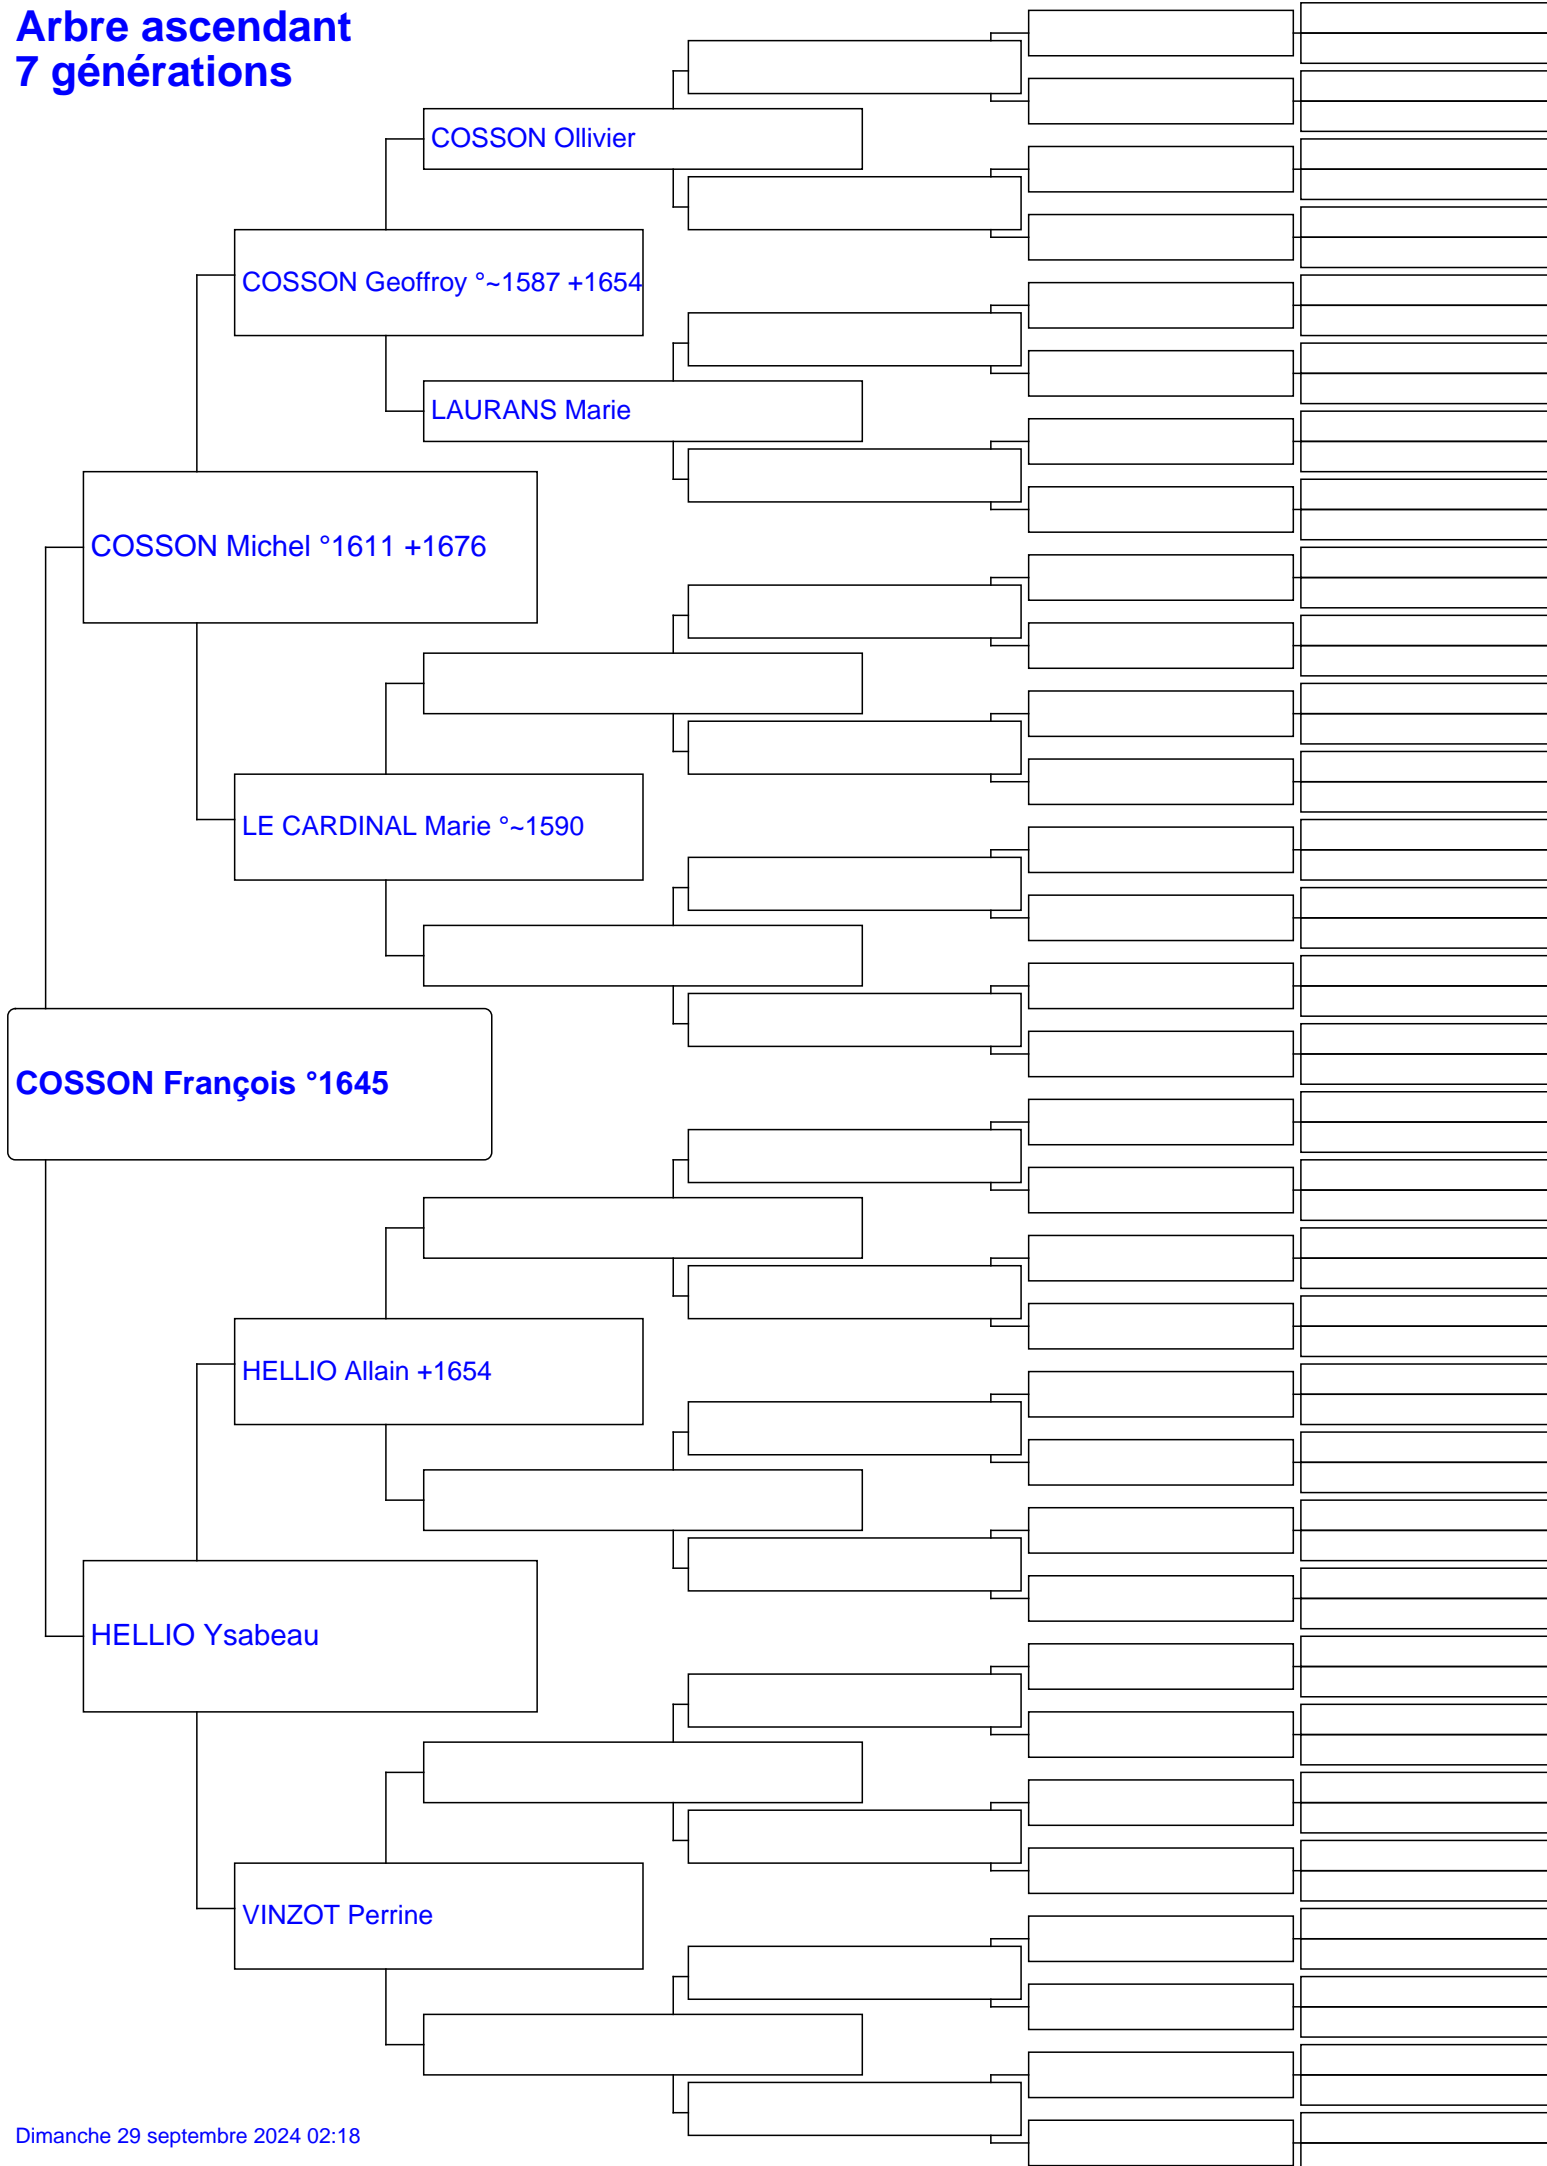 Arbre ascendant
7 générations
COSSON Ollivier
COSSON Geoffroy °~1587 +1654
LAURANS Marie
COSSON Michel °1611 +1676
LE CARDINAL Marie °~1590
COSSON François °1645
HELLIO Allain +1654
HELLIO Ysabeau
VINZOT Perrine
Dimanche 29 septembre 2024 02:18